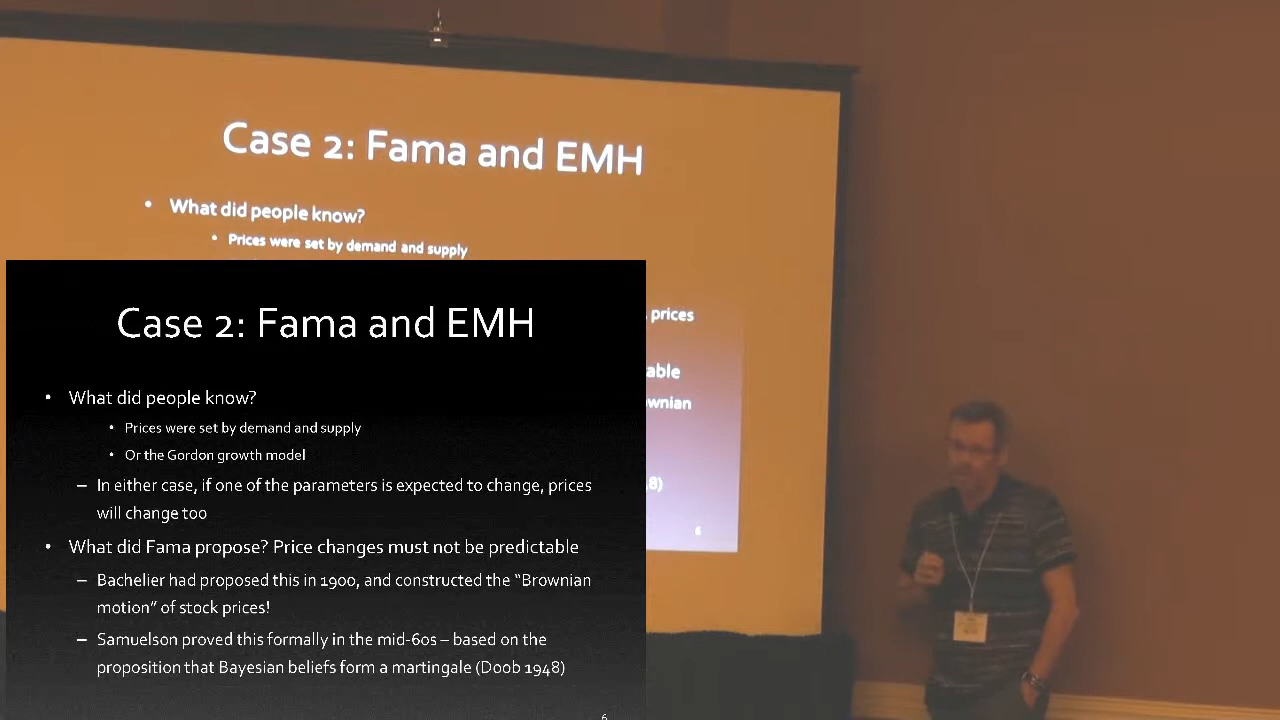 Case 2: Fama and EMH
• What did people know?
• Prices were set by demand and supply
prices
able
wnian
8)
6
Case 2: Fama and EMH
• What did people know?
• Prices were set by demand and supply
• Or the Gordon growth model
– In either case, if one of the parameters is expected to change, prices
will change too
• What did Fama propose? Price changes must not be predictable
– Bachelier had proposed this in 1900, and constructed the “Brownian
motion” of stock prices!
– Samuelson proved this formally in the mid-60s – based on the
proposition that Bayesian beliefs form a martingale (Doob 1948)
6